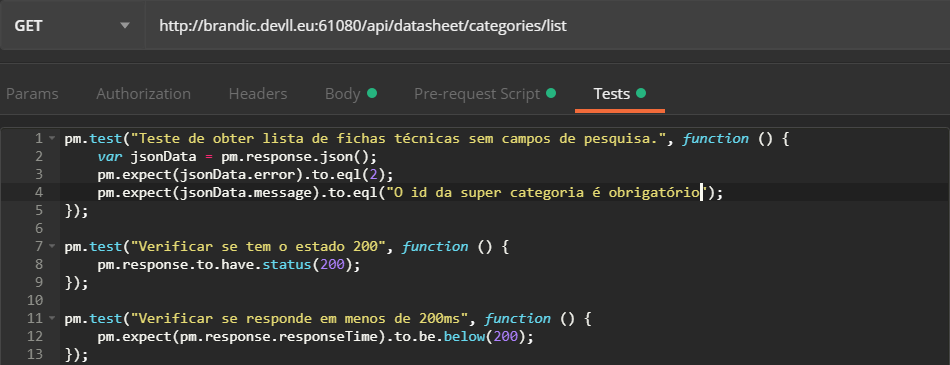 GET http://brandic.devll.eu:61080/api/datasheet/categories/list
Params Authorization Headers Body Pre-request Script Tests
1 pm.test("Teste de obter lista de fichas técnicas sem campos de pesquisa.", function () {
2 var jsonData = pm.response.json();
3 pm.expect(jsonData.error).to.eql(2);
4 pm.expect(jsonData.message).to.eql("O id da super categoria é obrigatório");
5 });
6
7 pm.test("Verificar se tem o estado 200", function () {
8 pm.response.to.have.status(200);
9 });
10
11 pm.test("Verificar se responde em menos de 200ms", function () {
12 pm.expect(pm.response.responseTime).to.be.below(200);
13 });